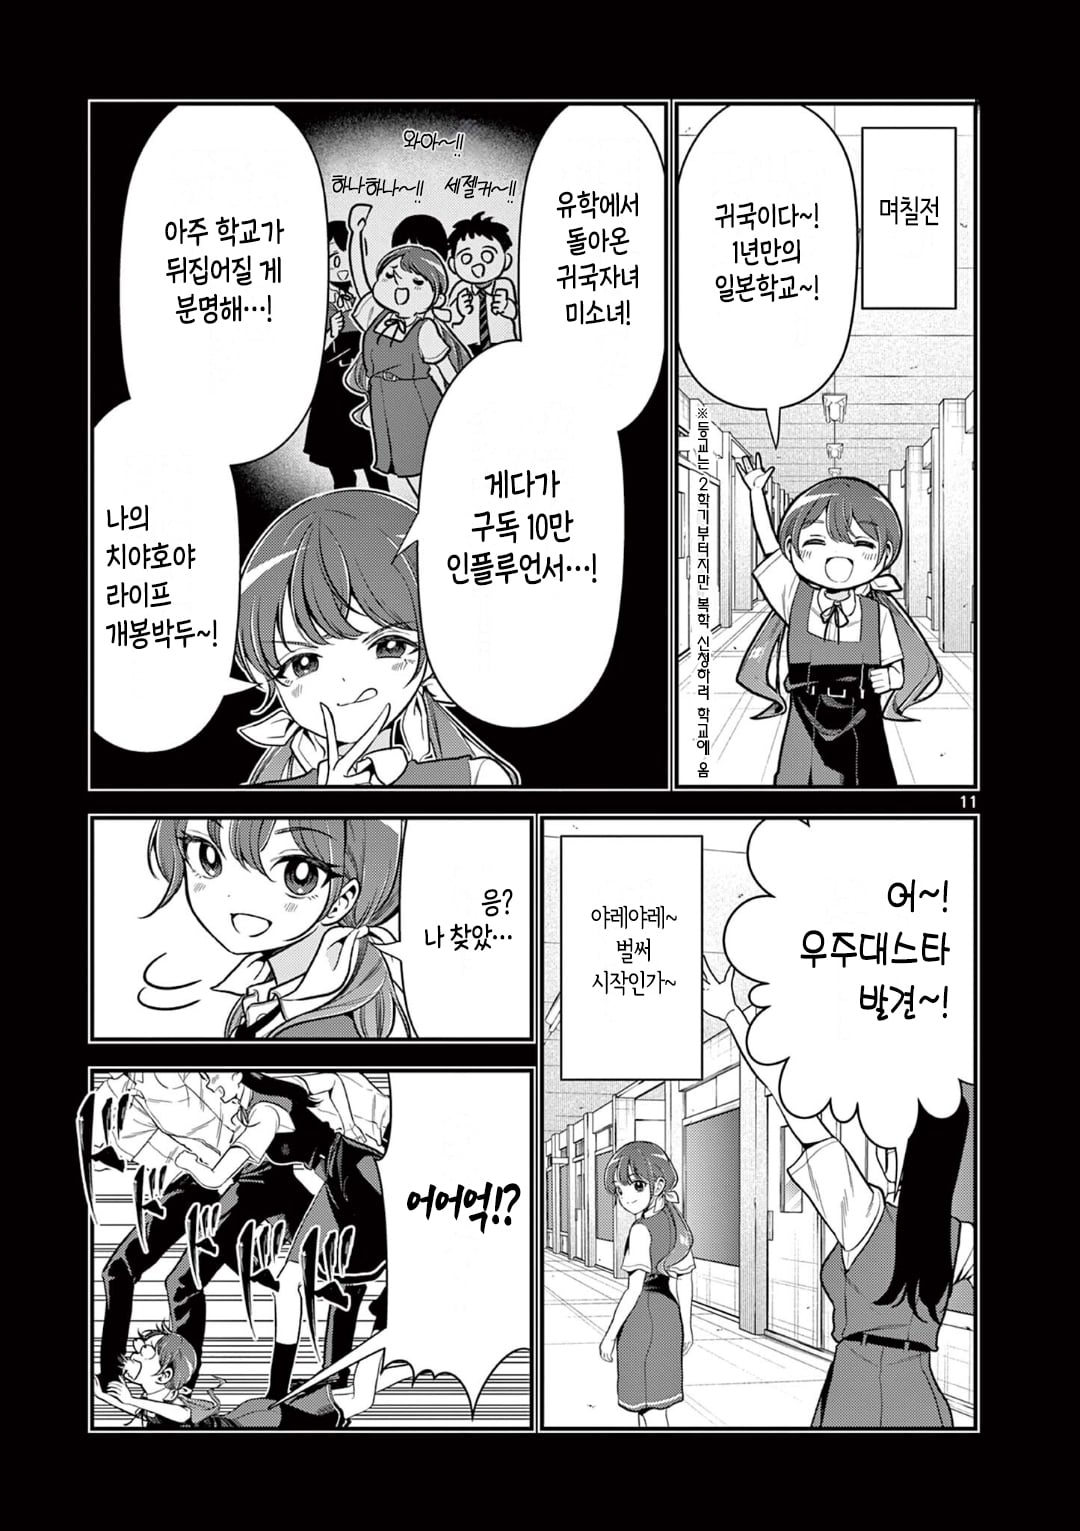 며칠전
귀국이다~!
1년만의
일본학교~!
※등교는 2학기부터지만 복학 신청하러 학교에 옴
유학에서
돌아온
귀국자녀
미소녀!
게다가
구독 10만
인플루언서…!
와아~!!
하나하나~!!
세젤커~!!
아주 학교가
뒤집어질 게
분명해…!
나의
치야호야
라이프
개봉박두~!
11
어~!
우주대스타
발견~!
야레야레~
벌써
시작인가~
응?
나 찾았…
어어억!?